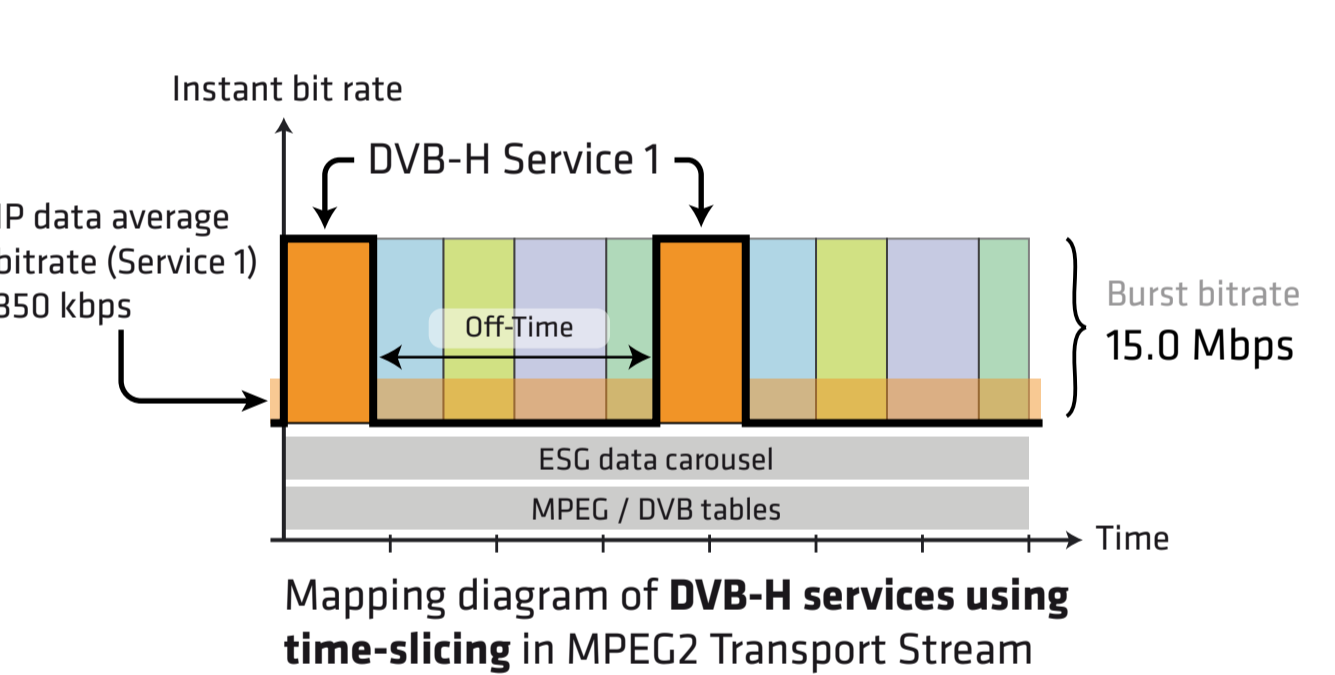 Instant bit rate
DVB-H Service 1
IP data average
bitrate (Service 1)
350 kbps
Off-Time
Burst bitrate
15.0 Mbps
ESG data carousel
MPEG / DVB tables
Time
Mapping diagram of DVB-H services using
time-slicing in MPEG2 Transport Stream